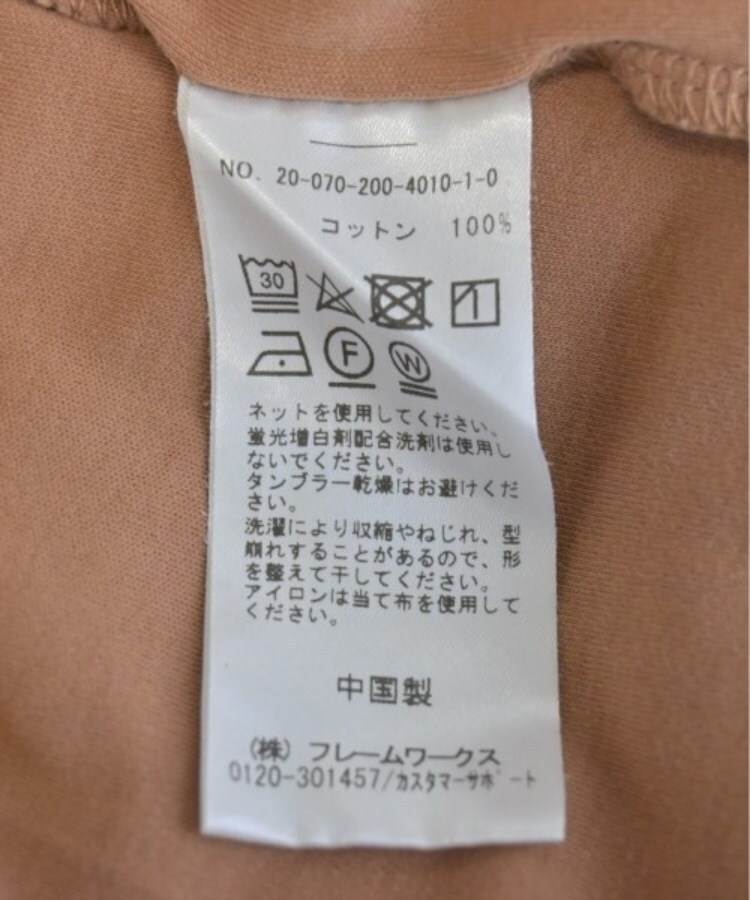 NO. 20-070-200-4010-1-0
コットン 100%
30
F
W
ネットを使用してください。
蛍光増白剤配合洗剤は使用し
ないでください。
タンブラー乾燥はお避けくだ
さい。
洗濯により収縮やねじれ、型
崩れすることがあるので、形
を整えて干してください。
アイロンは当て布を使用して
ください。
中国製
(株) フレームワークス
0120-301457/カスタマーサポート